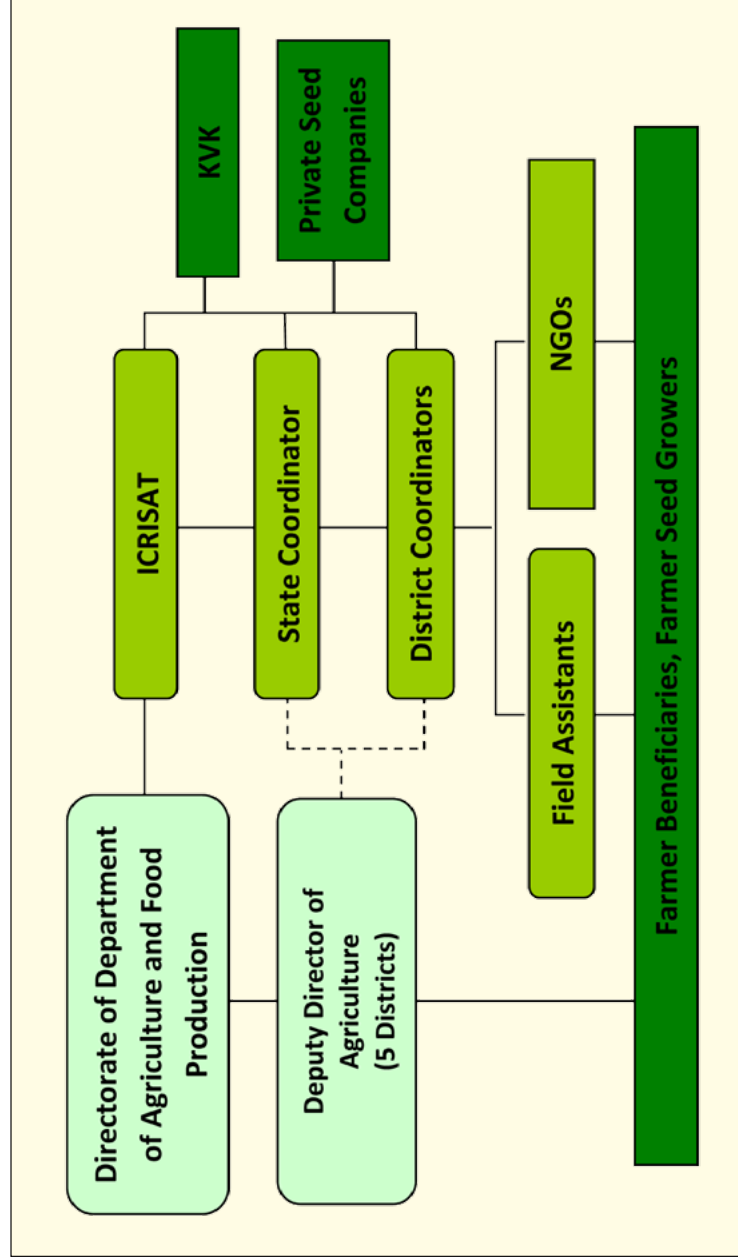 Directorate of Department
of Agriculture and Food
Production
ICRISAT
KVK
Deputy Director of
Agriculture
(5 Districts)
State Coordinator
Private Seed
Companies
District Coordinators
Field Assistants
NGOs
Farmer Beneficiaries, Farmer Seed Growers